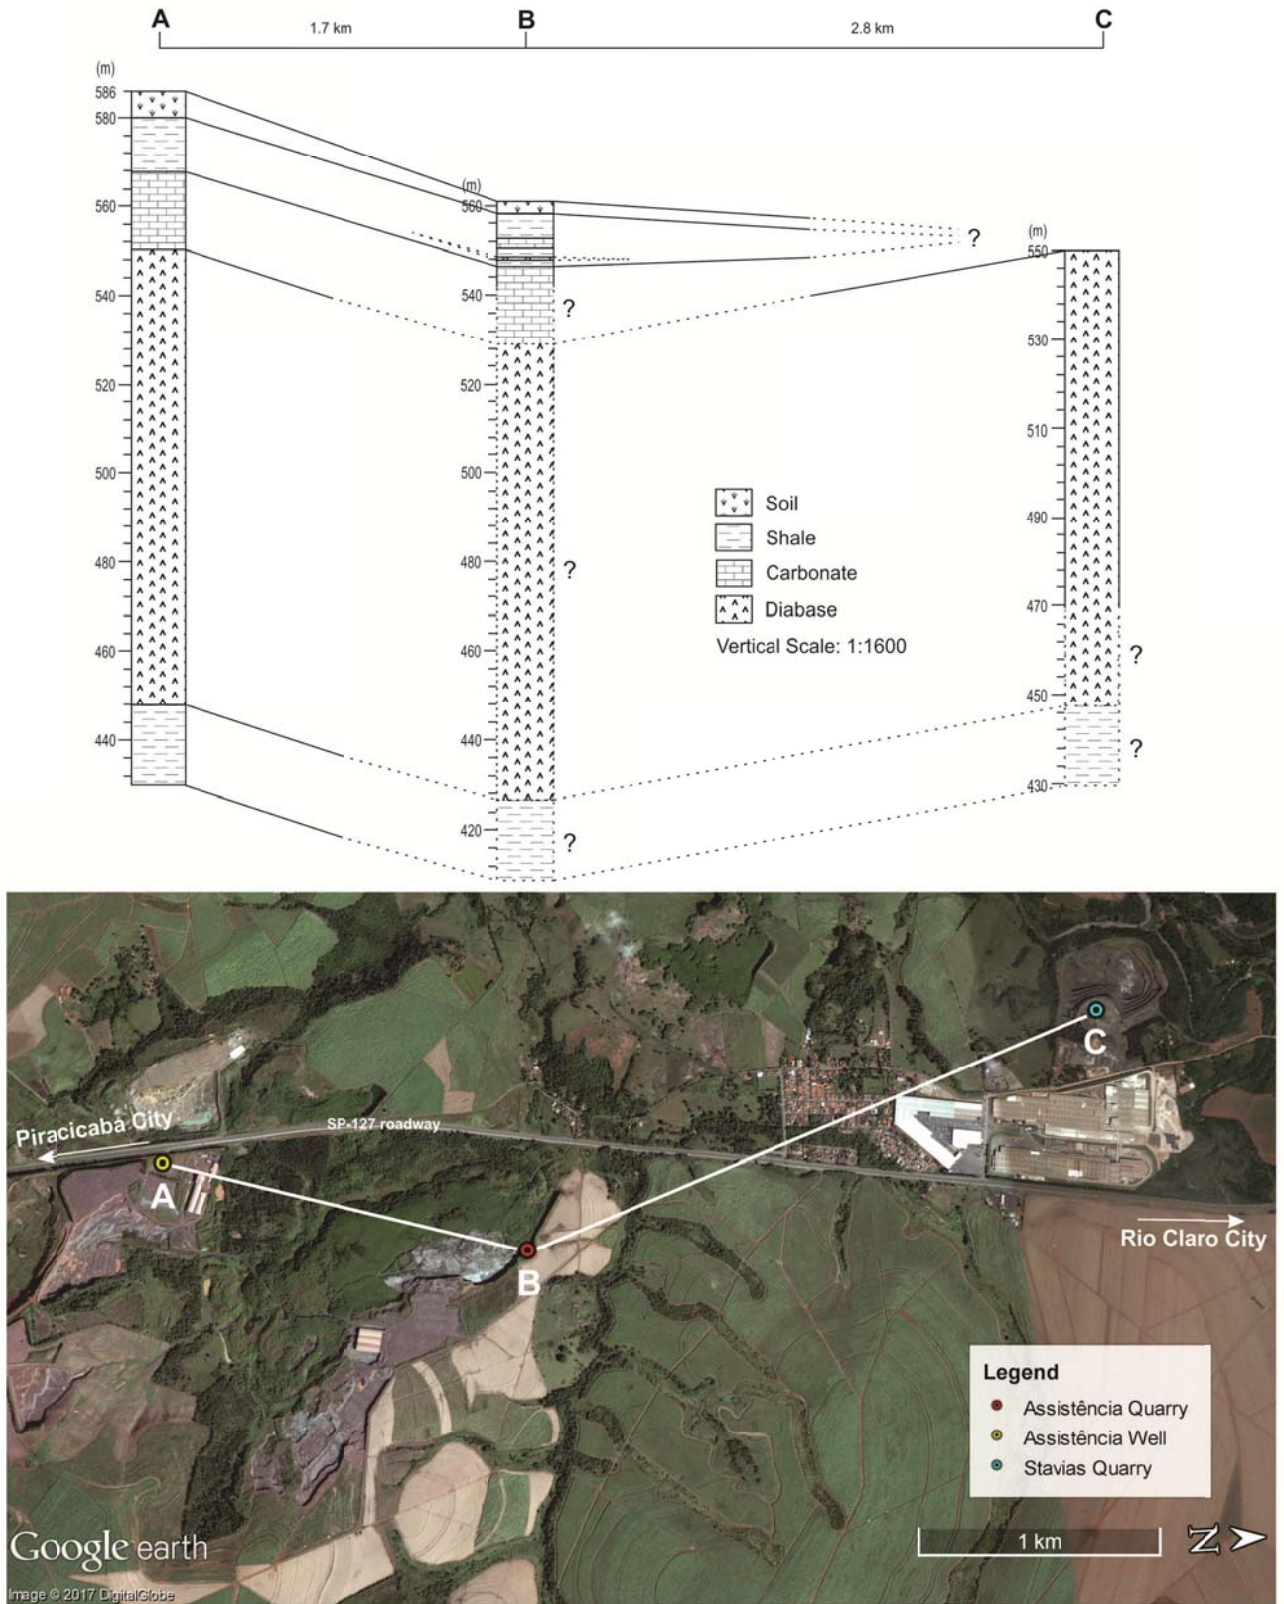 A
B
C
1.7 km
2.8 km
(m)
586
580
560
540
520
500
480
460
440
(m)
560
540
520
500
480
460
440
420
(m)
550
530
510
490
470
450
430
?
?
?
?
?
?
Soil
Shale
Carbonate
Diabase
Vertical Scale: 1:1600
Piracicaba City
SP-127 roadway
A
B
C
Rio Claro City
Legend
Assistência Quarry
Assistência Well
Stavias Quarry
1 km
N
Google earth
Image © 2017 DigitalGlobe